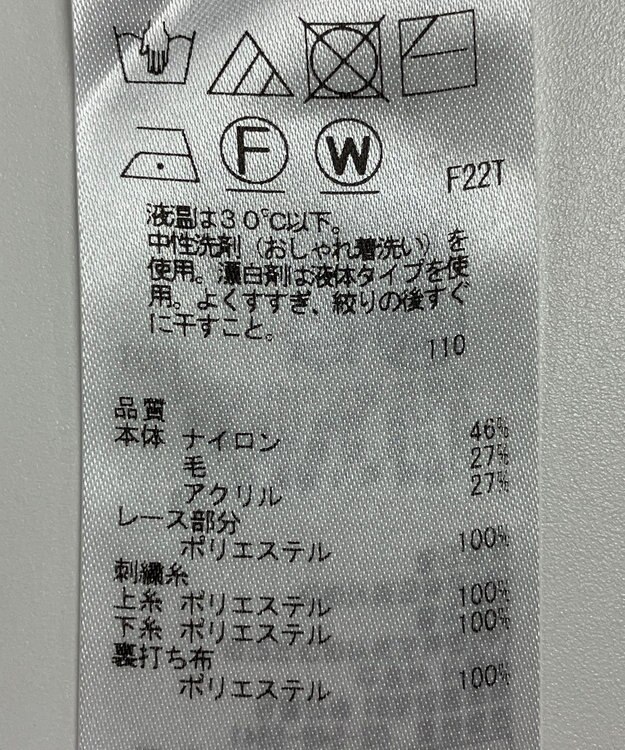 F W F22T
液温は30℃以下。
中性洗剤（おしゃれ着洗い）を
使用。漂白剤は液体タイプを使
用。よくすすぎ、絞りの後すぐ
に干すこと。
110
品質
本体 ナイロン 46%
毛 27%
アクリル 27%
レース部分
ポリエステル 100%
刺繍糸
上糸 ポリエステル 100%
下糸 ポリエステル 100%
裏打ち布
ポリエステル 100%